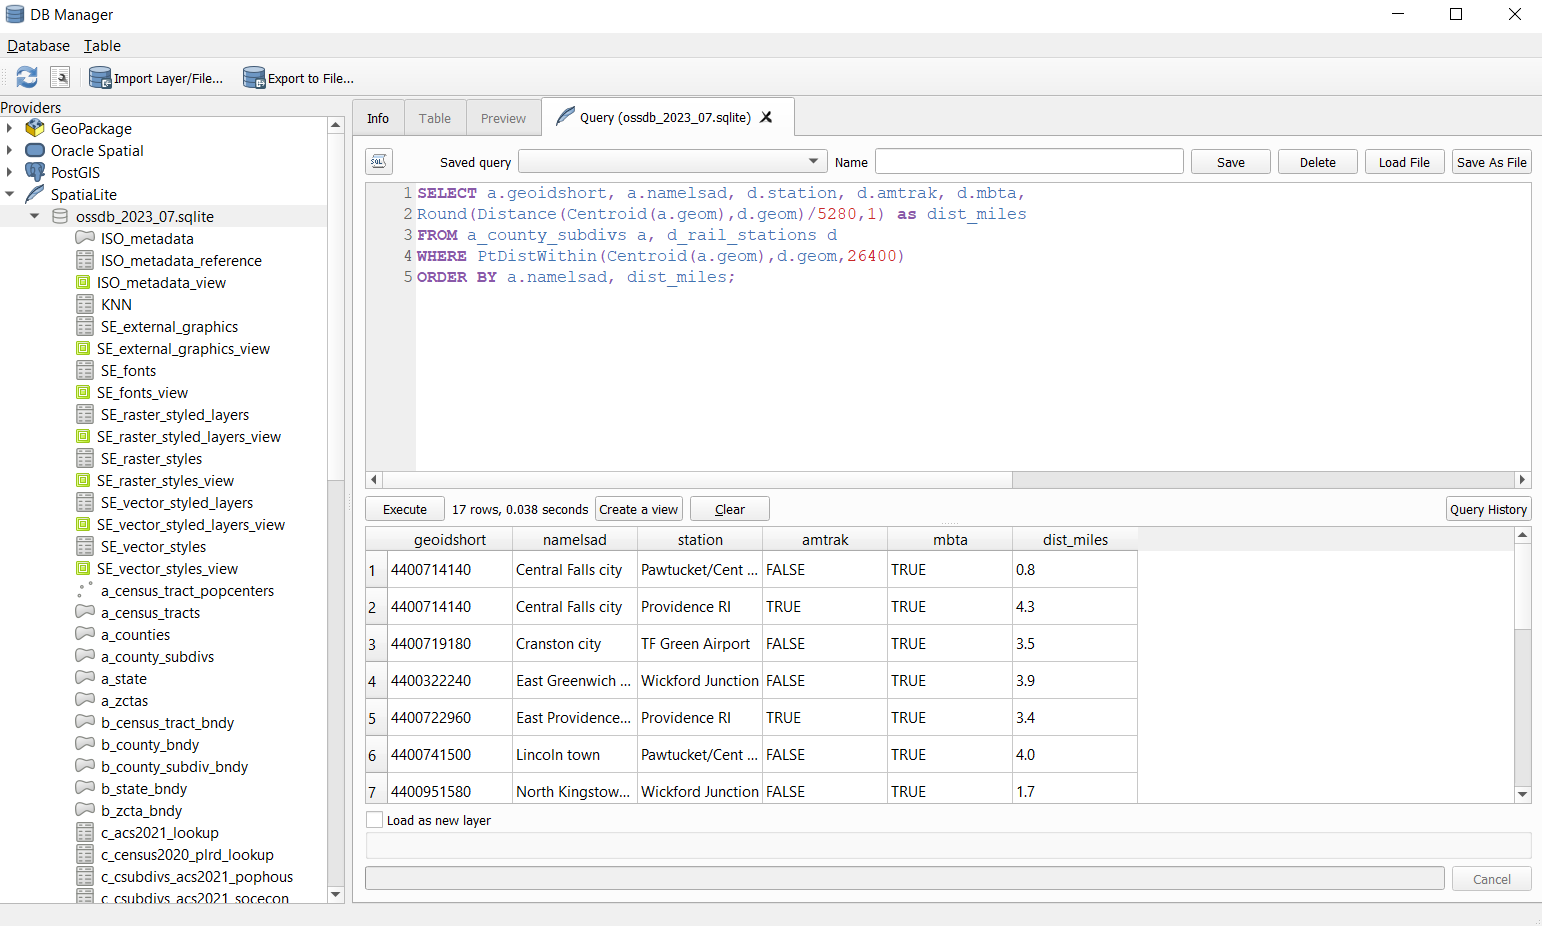 DB Manager
Database Table
Import Layer/File... Export to File...
Providers
GeoPackage
Oracle Spatial
PostGIS
SpatiaLite
ossdb_2023_07.sqlite
ISO_metadata
ISO_metadata_reference
ISO_metadata_view
KNN
SE_external_graphics
SE_external_graphics_view
SE_fonts
SE_fonts_view
SE_raster_styled_layers
SE_raster_styled_layers_view
SE_raster_styles
SE_raster_styles_view
SE_vector_styled_layers
SE_vector_styled_layers_view
SE_vector_styles
SE_vector_styles_view
a_census_tract_popcenters
a_census_tracts
a_counties
a_county_subdivs
a_state
a_zctas
b_census_tract_bndy
b_county_bndy
b_county_subdiv_bndy
b_state_bndy
b_zcta_bndy
c_acs2021_lookup
c_census2020_plrd_lookup
c_csubdivs_acs2021_pophous
c_csubdivs_acs2021_socecon
Info Table Preview Query (ossdb_2023_07.sqlite)
SQL Saved query Name Save Delete Load File Save As File
1 SELECT a.geoidshort, a.namelsad, d.station, d.amtrak, d.mbta,
2 Round(Distance(Centroid(a.geom),d.geom)/5280,1) as dist_miles
3 FROM a_county_subdivs a, d_rail_stations d
4 WHERE PtDistWithin(Centroid(a.geom),d.geom,26400)
5 ORDER BY a.namelsad, dist_miles;
Execute 17 rows, 0.038 seconds Create a view Clear Query History
geoidshort namelsad station amtrak mbta dist_miles
1 4400714140 Central Falls city Pawtucket/Cent ... FALSE TRUE 0.8
2 4400714140 Central Falls city Providence RI TRUE TRUE 4.3
3 4400719180 Cranston city TF Green Airport FALSE TRUE 3.5
4 4400322240 East Greenwich ... Wickford Junction FALSE TRUE 3.9
5 4400722960 East Providence... Providence RI TRUE TRUE 3.4
6 4400741500 Lincoln town Pawtucket/Cent ... FALSE TRUE 4.0
7 4400951580 North Kingstow... Wickford Junction FALSE TRUE 1.7
Load as new layer
Cancel